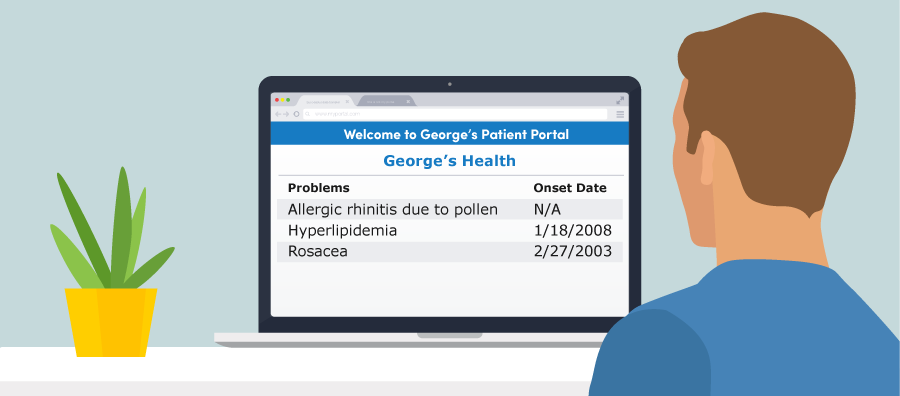 Welcome to George's Patient Portal
George's Health
Problems Onset Date
Allergic rhinitis due to pollen N/A
Hyperlipidemia 1/18/2008
Rosacea 2/27/2003